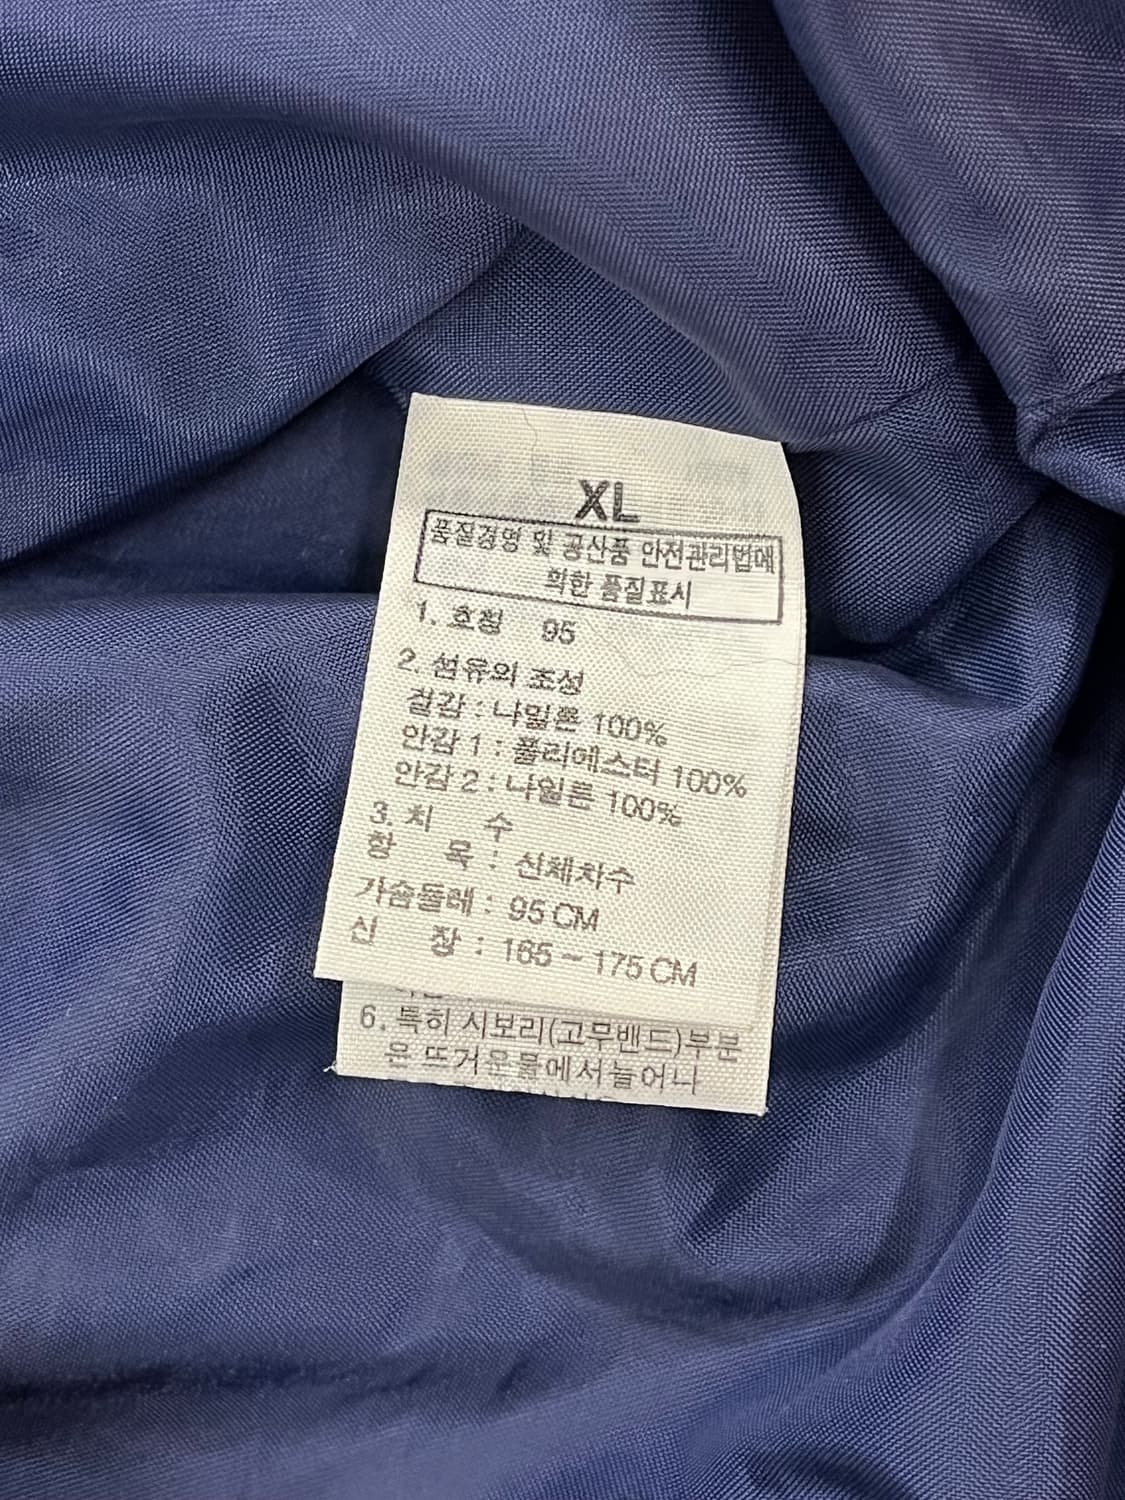 XL
품질경영 및 공산품 안전관리법에
의한 품질표시
1. 호칭 95
2. 섬유의 조성
겉감 : 나일론 100%
안감 1 : 폴리에스터 100%
안감 2 : 나일론 100%
3. 치 수
항 목 : 신체치수
가슴둘레 : 95 CM
신 장 : 165 ~ 175 CM
6. 특히 시보리(고무밴드)부분
은 뜨거운물에서늘어나